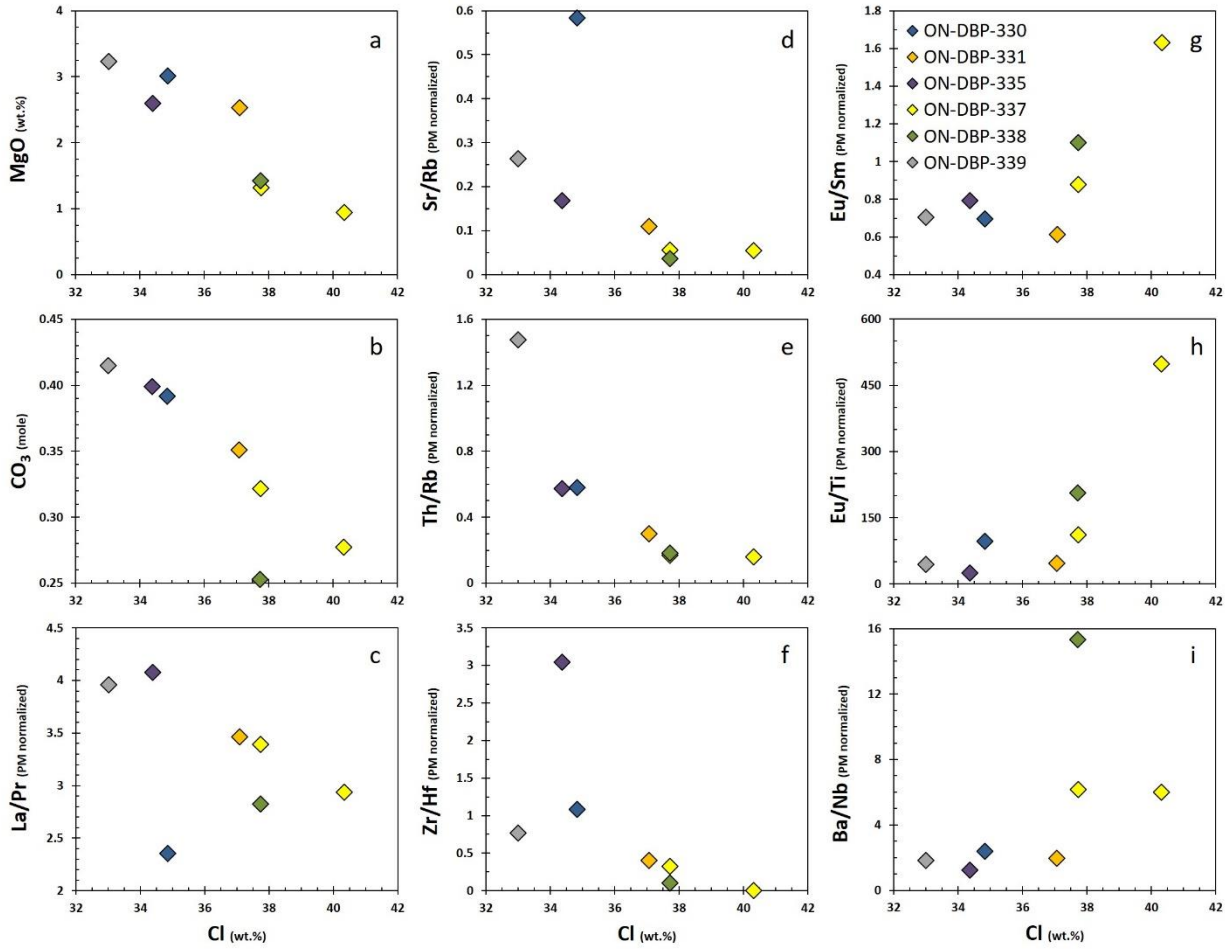 a
MgO (wt.%)
4
3
2
1
0
32 34 36 38 40 42
d
Sr/Rb (PM normalized)
0.6
0.5
0.4
0.3
0.2
0.1
0
32 34 36 38 40 42
g
Eu/Sm (PM normalized)
1.8
1.6
1.4
1.2
1
0.8
0.6
0.4
32 34 36 38 40 42
ON-DBP-330
ON-DBP-331
ON-DBP-335
ON-DBP-337
ON-DBP-338
ON-DBP-339
b
CO3 (mole)
0.45
0.40
0.35
0.30
0.25
32 34 36 38 40 42
e
Th/Rb (PM normalized)
1.6
1.2
0.8
0.4
0
32 34 36 38 40 42
h
Eu/Ti (PM normalized)
600
450
300
150
0
32 34 36 38 40 42
c
La/Pr (PM normalized)
4.5
4
3.5
3
2.5
2
32 34 36 38 40 42
Cl (wt.%)
f
Zr/Hf (PM normalized)
3.5
3
2.5
2
1.5
1
0.5
0
32 34 36 38 40 42
Cl (wt.%)
i
Ba/Nb (PM normalized)
16
12
8
4
0
32 34 36 38 40 42
Cl (wt.%)